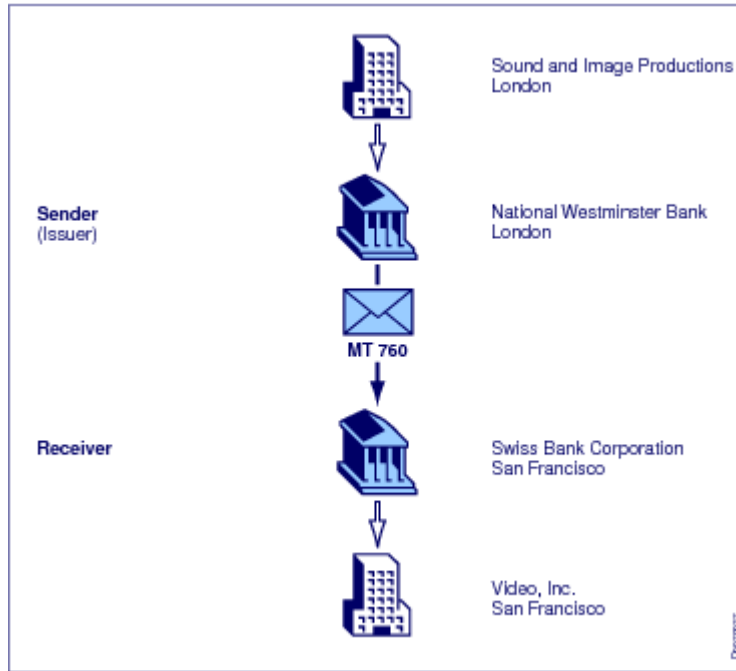 Sound and Image Productions
London
Sender
(Issuer)
National Westminster Bank
London
MT 760
Receiver
Swiss Bank Corporation
San Francisco
Video, Inc.
San Francisco